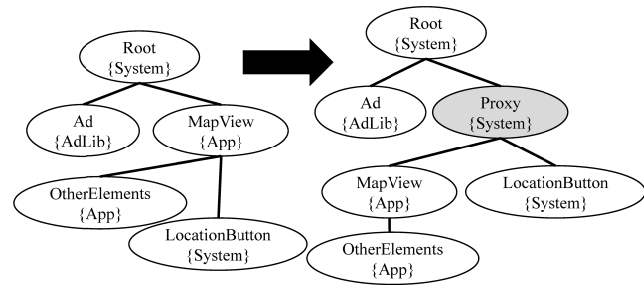 Root
{System}
Ad
{AdLib}
MapView
{App}
OtherElements
{App}
LocationButton
{System}
Root
{System}
Ad
{AdLib}
Proxy
{System}
MapView
{App}
LocationButton
{System}
OtherElements
{App}